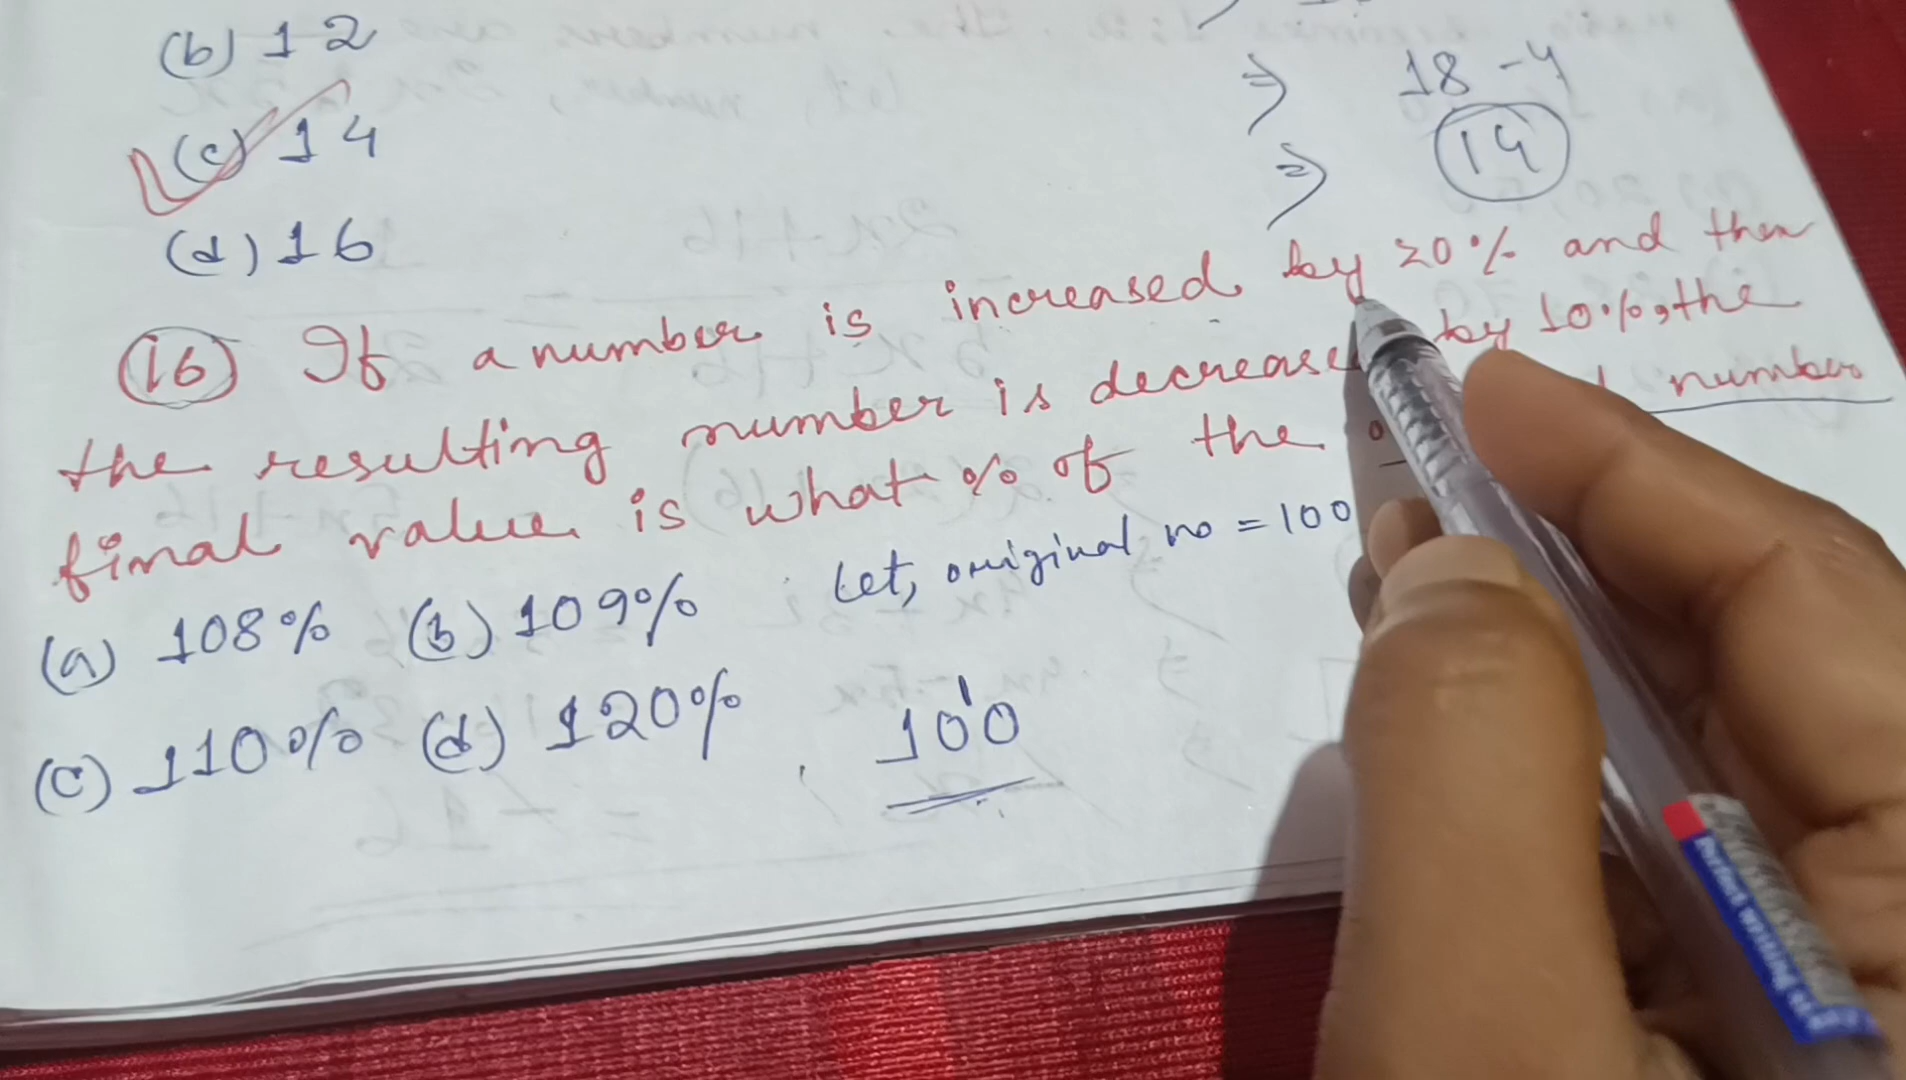 (b) 12
(c) 14
(d) 16
⇒ 18-4
⇒ 14
(16) If a number is increased by 20% and then
the resulting number is decreased by 10%, the
final value is what % of the number
(a) 108% (b) 109%
(c) 110% (d) 120%
Let, original no = 100
100